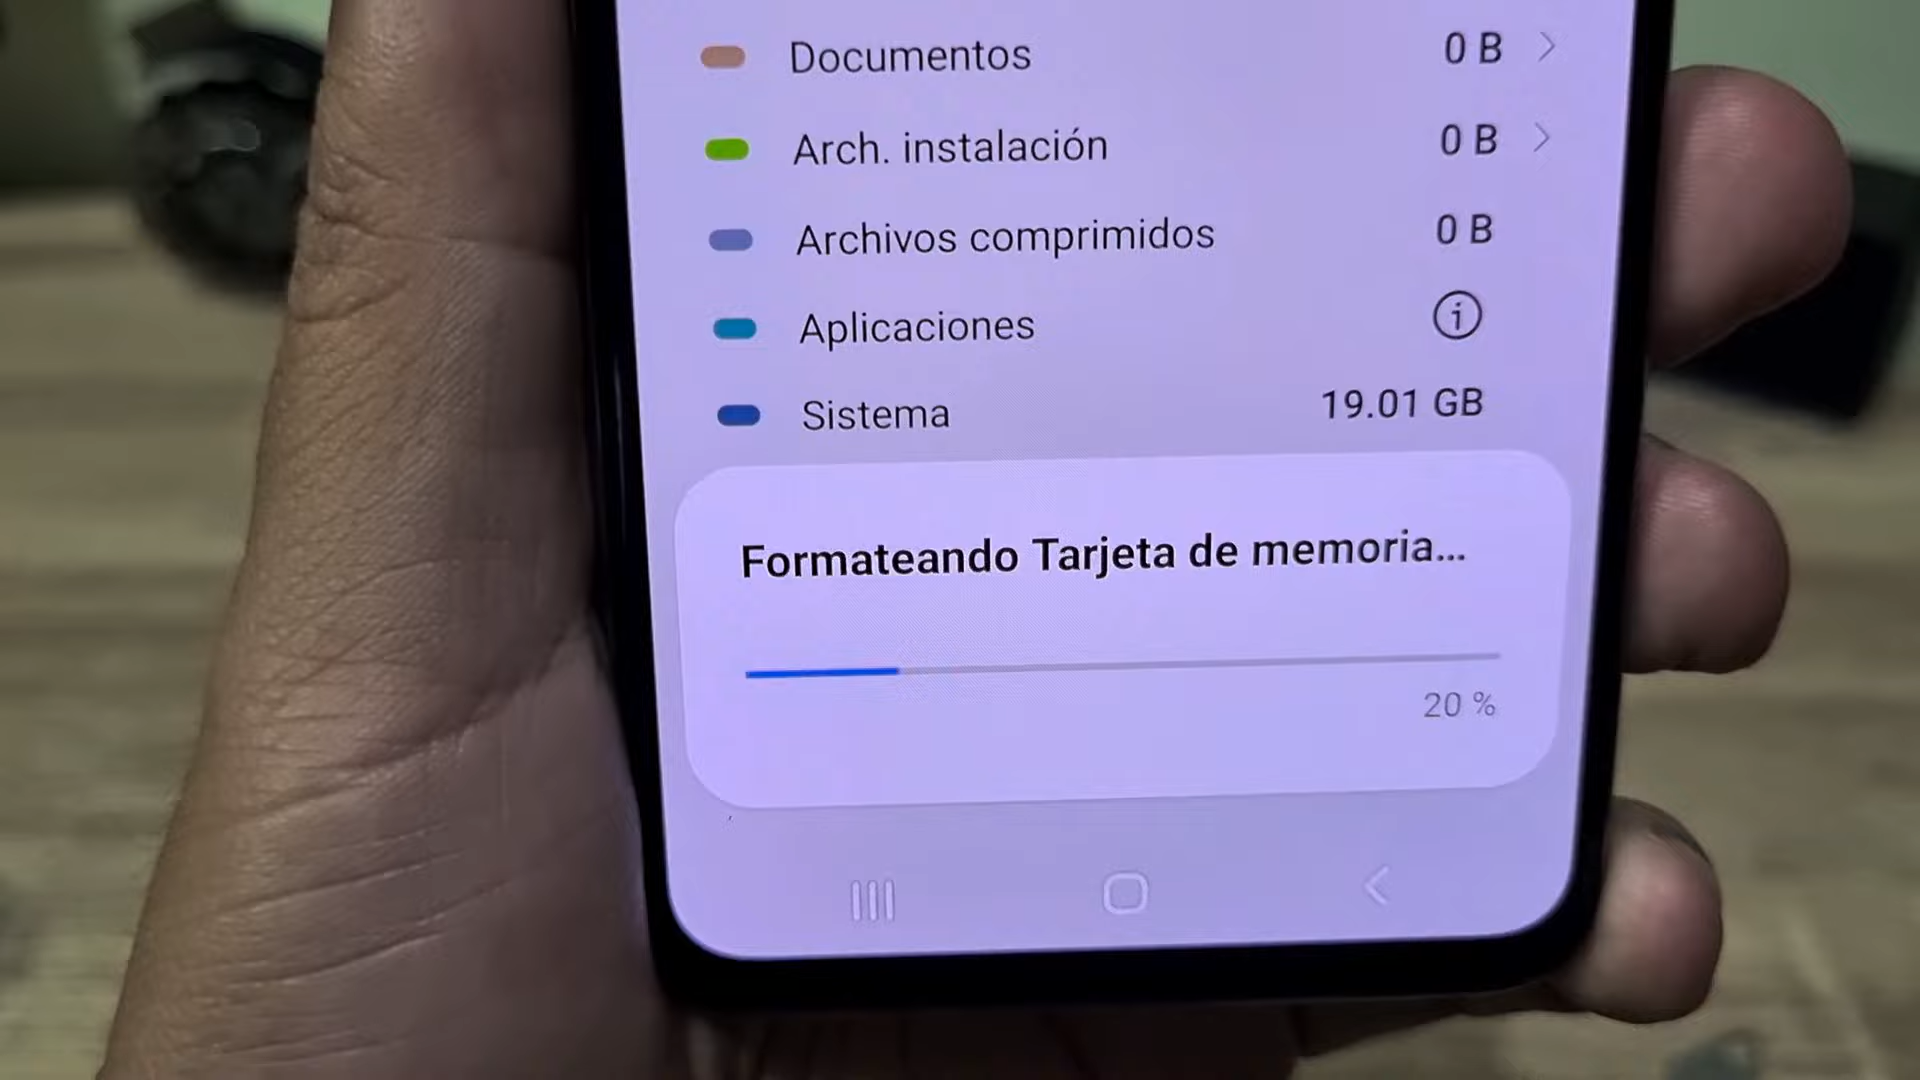 Documentos 0 B
Arch. instalación 0 B
Archivos comprimidos 0 B
Aplicaciones
Sistema 19.01 GB
Formateando Tarjeta de memoria...
20 %